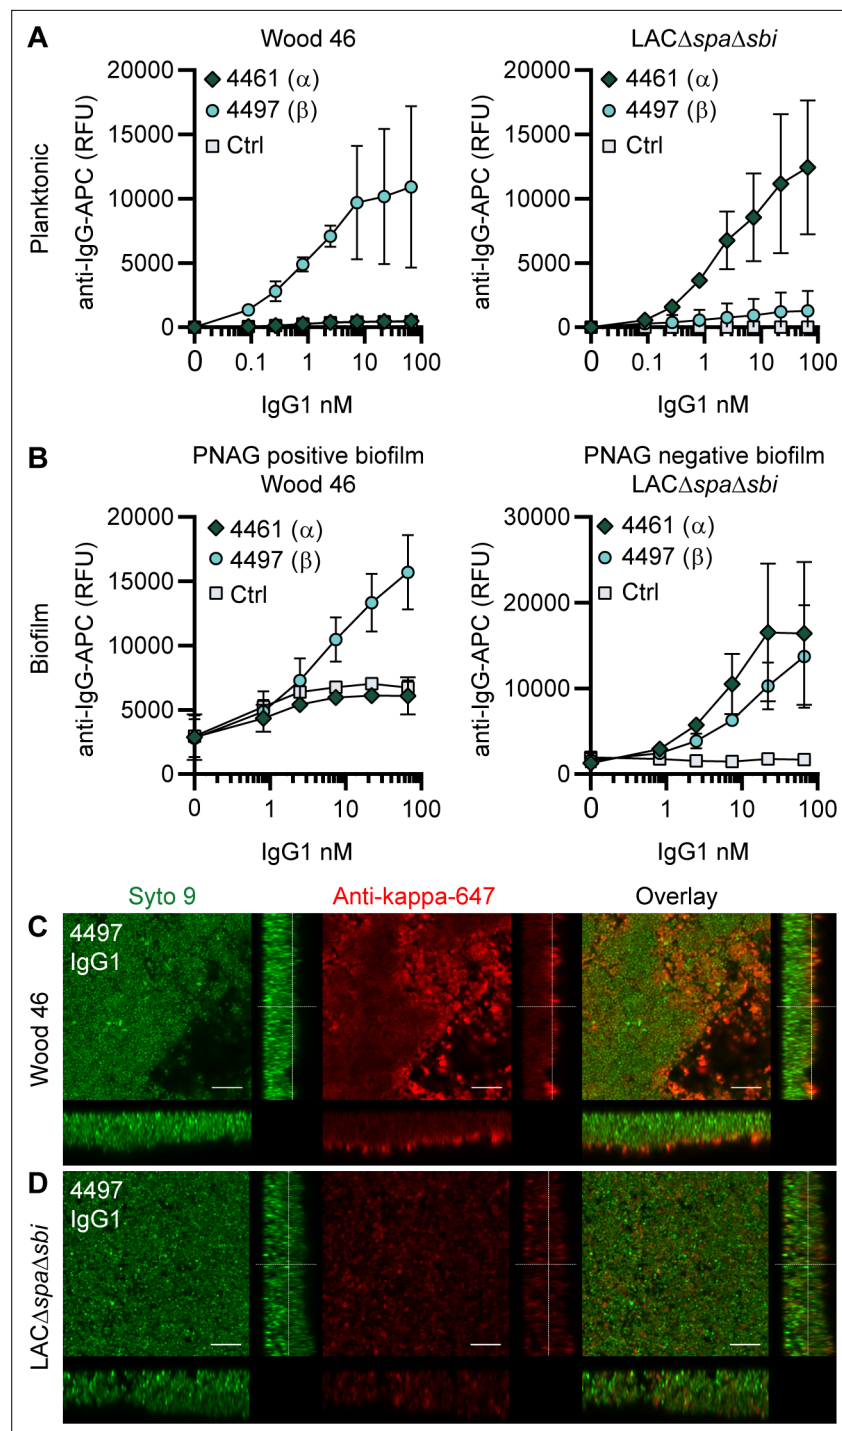 A
Wood 46
LACΔspaΔsbi
Planktonic
anti-IgG-APC (RFU)
20000
15000
10000
5000
0
4461 (α)
4497 (β)
Ctrl
0 0.1 1 10 100
IgG1 nM
anti-IgG-APC (RFU)
20000
15000
10000
5000
0
4461 (α)
4497 (β)
Ctrl
0 0.1 1 10 100
IgG1 nM
B
PNAG positive biofilm
Wood 46
PNAG negative biofilm
LACΔspaΔsbi
Biofilm
anti-IgG-APC (RFU)
20000
15000
10000
5000
0
4461 (α)
4497 (β)
Ctrl
0 1 10 100
IgG1 nM
anti-IgG-APC (RFU)
30000
20000
10000
0
4461 (α)
4497 (β)
Ctrl
0 1 10 100
IgG1 nM
Syto 9
Anti-kappa-647
Overlay
C
Wood 46
4497
IgG1
D
LACΔspaΔsbi
4497
IgG1